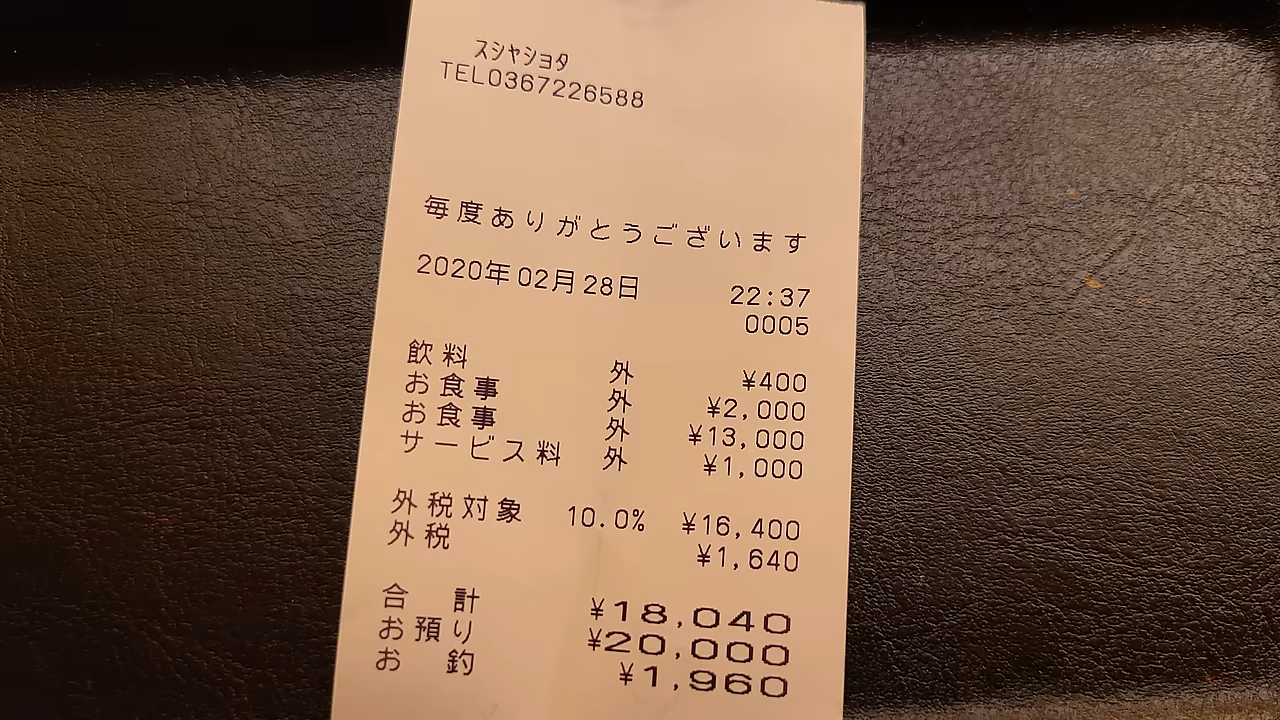 スシヤショタ
TEL0367226588
毎度ありがとうございます
2020年02月28日 22:37
0005
飲料 外 ¥400
お食事 外 ¥2,000
お食事 外 ¥13,000
サービス料 外 ¥1,000
外税対象 10.0% ¥16,400
外税 ¥1,640
合計 ¥18,040
お預り ¥20,000
お釣 ¥1,960